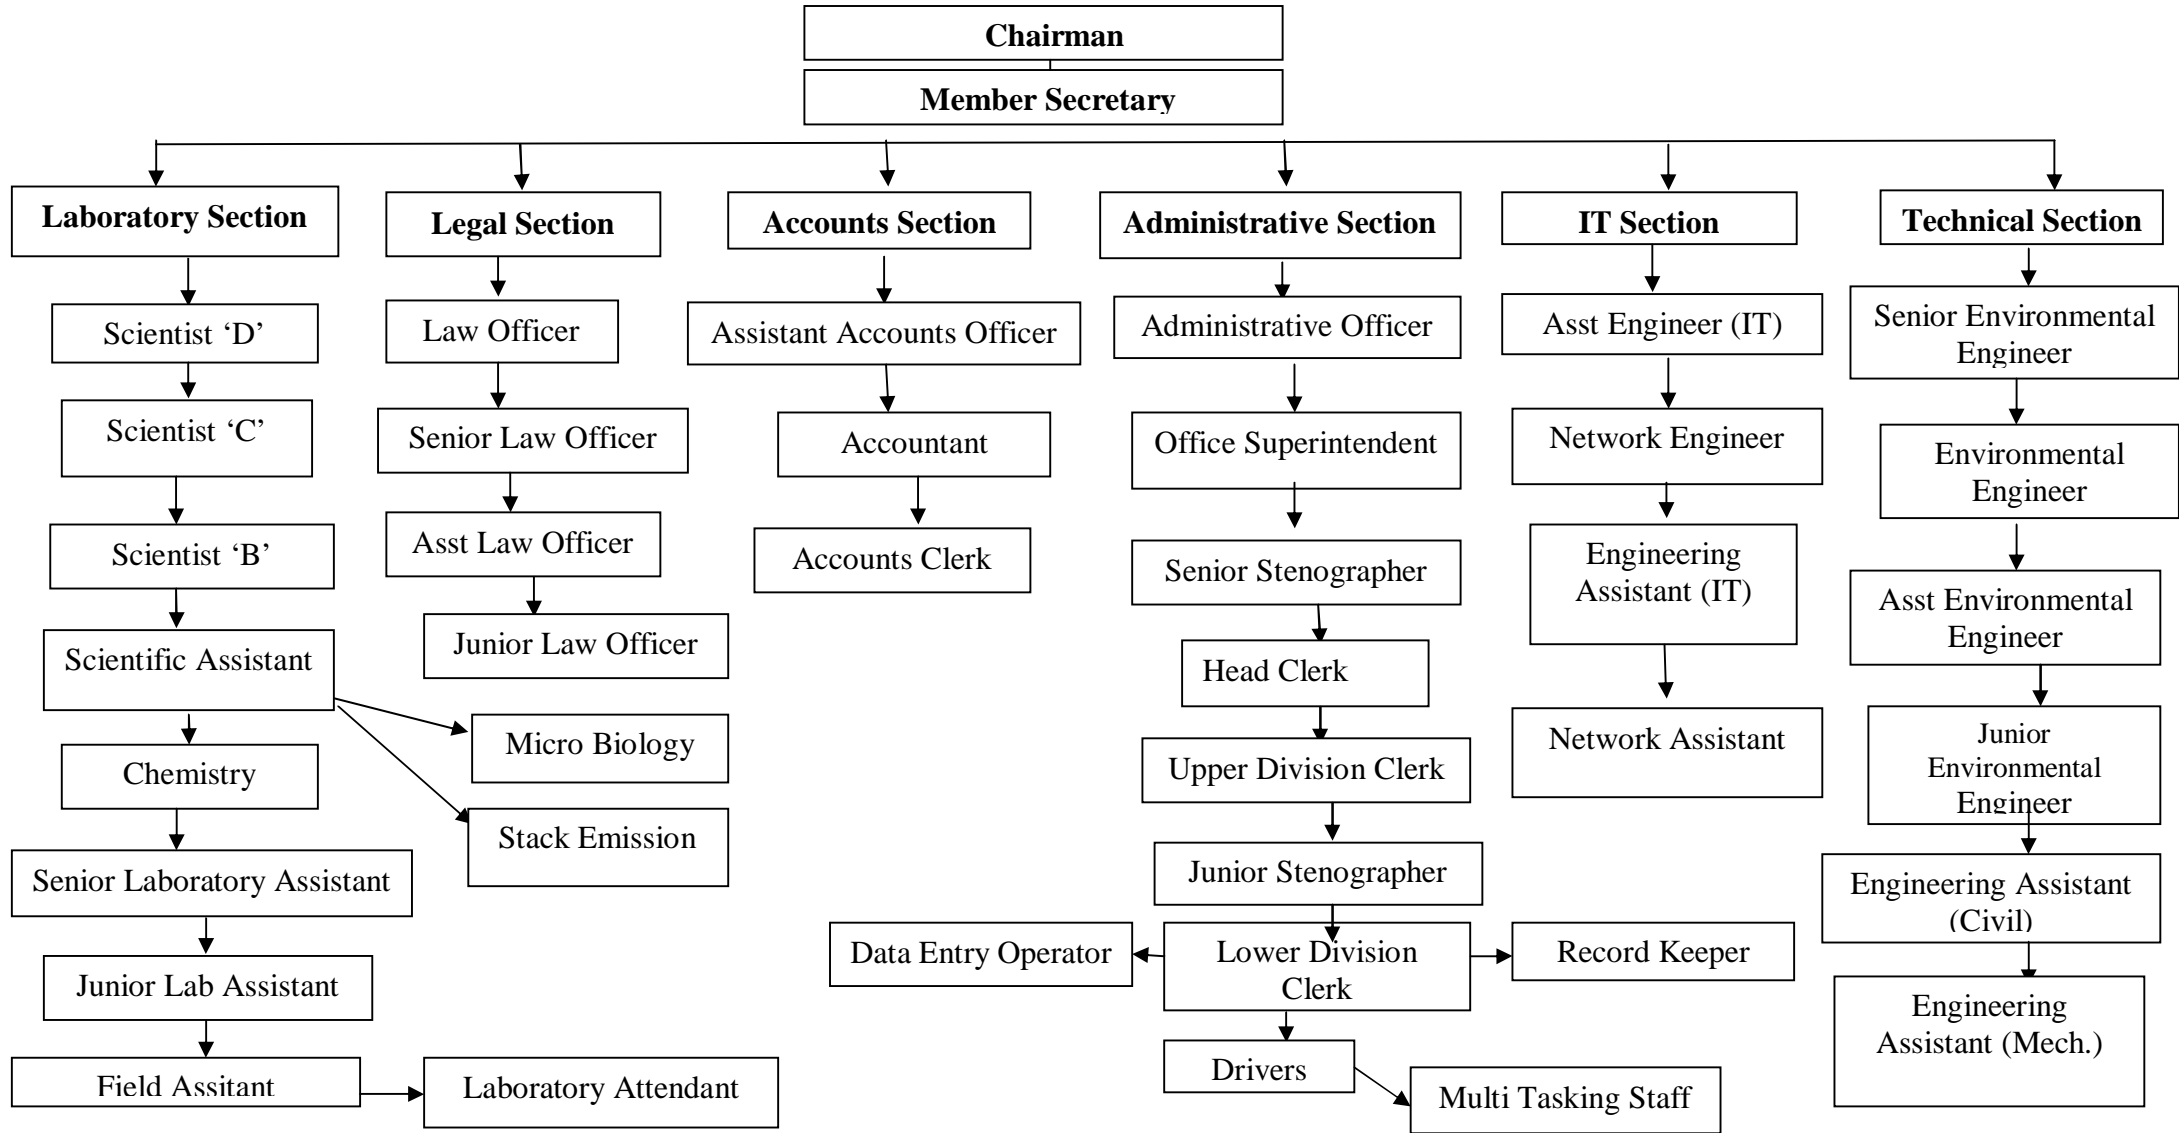 Chairman
Member Secretary
Laboratory Section
Legal Section
Accounts Section
Administrative Section
IT Section
Technical Section
Scientist ‘D’
Scientist ‘C’
Scientist ‘B’
Scientific Assistant
Chemistry
Micro Biology
Stack Emission
Senior Laboratory Assistant
Junior Lab Assistant
Field Assitant
Laboratory Attendant
Law Officer
Senior Law Officer
Asst Law Officer
Junior Law Officer
Assistant Accounts Officer
Accountant
Accounts Clerk
Administrative Officer
Office Superintendent
Senior Stenographer
Head Clerk
Upper Division Clerk
Junior Stenographer
Data Entry Operator
Lower Division
Clerk
Record Keeper
Drivers
Multi Tasking Staff
Asst Engineer (IT)
Network Engineer
Engineering
Assistant (IT)
Network Assistant
Senior Environmental
Engineer
Environmental
Engineer
Asst Environmental
Engineer
Junior
Environmental
Engineer
Engineering Assistant
(Civil)
Engineering
Assistant (Mech.)